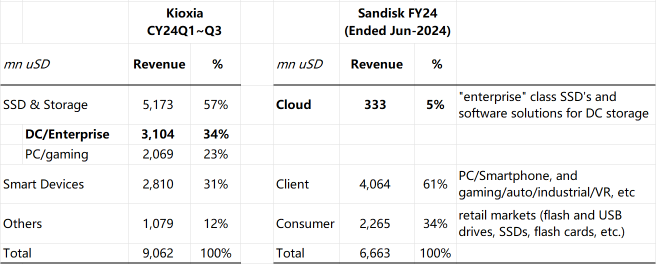 Kioxia Sandisk FY24
CY24Q1~Q3 (Ended Jun-2024)
mn uSD Revenue % mn uSD Revenue %
SSD & Storage 5,173 57% Cloud 333 5% "enterprise" class SSD's and
software solutions for DC storage
DC/Enterprise 3,104 34%
PC/gaming 2,069 23%
Smart Devices 2,810 31% Client 4,064 61% PC/Smartphone, and
gaming/auto/industrial/VR, etc
Others 1,079 12% Consumer 2,265 34% retail markets (flash and USB
drives, SSDs, flash cards, etc.)
Total 9,062 100% Total 6,663 100%